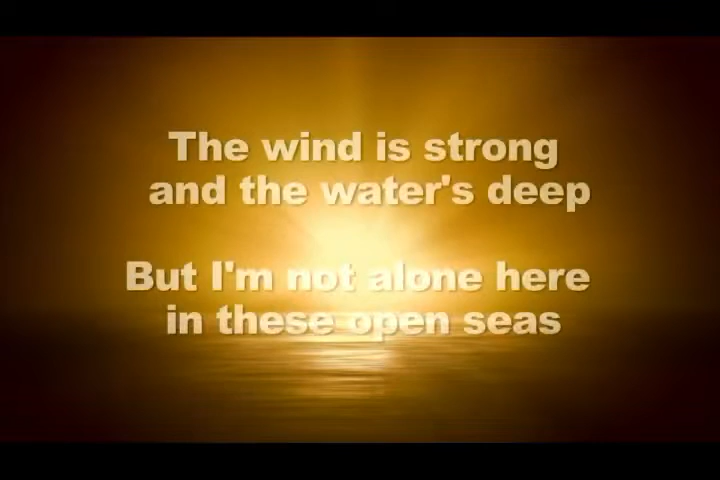 The wind is strong
and the water's deep
But I'm not alone here
in these open seas